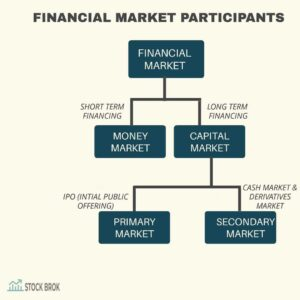 FINANCIAL MARKET PARTICIPANTS
FINANCIAL
MARKET
SHORT TERM
FINANCING
LONG TERM
FINANCING
MONEY
MARKET
CAPITAL
MARKET
IPO (INTIAL PUBLIC
OFFERING)
CASH MARKET &
DERIVATIVES
MARKET
PRIMARY
MARKET
SECONDARY
MARKET
STOCK BROK